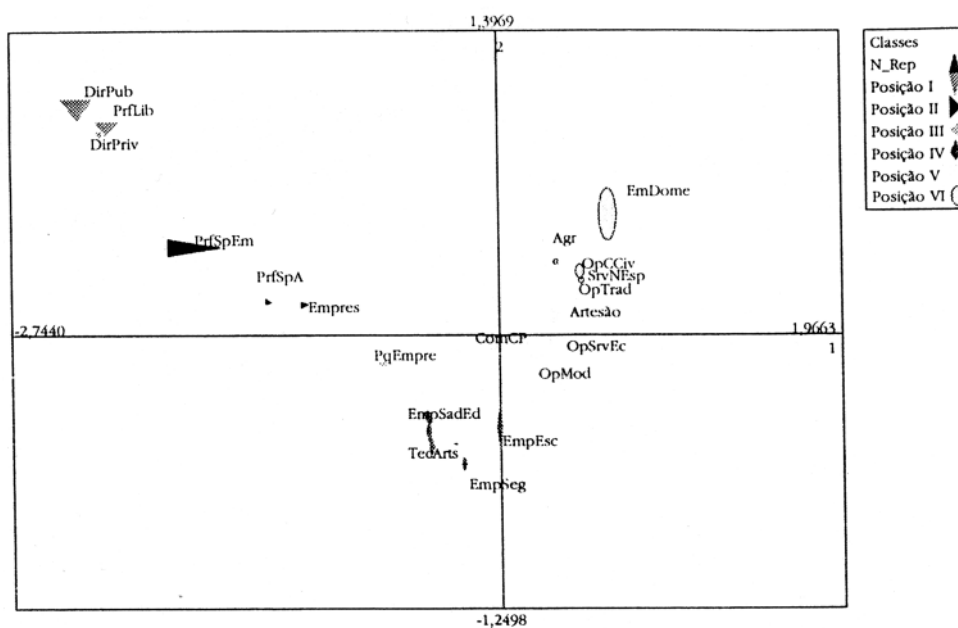 1,3969
2
Classes
N_Rep
Posição I
Posição II
Posição III
Posição IV
Posição V
Posição VI
DirPub
PrfLib
DirPriv
EmDome
PrfSpEm
Agr
OpCCiv
SrvNEsp
OpTrad
PrfSpA
Empres
Artesão
-2,7440
1,9663
ComCP
OpSrvEc
1
PqEmpre
OpMod
EmpSadEd
EmpEsc
TecArts
EmpSeg
-1,2498